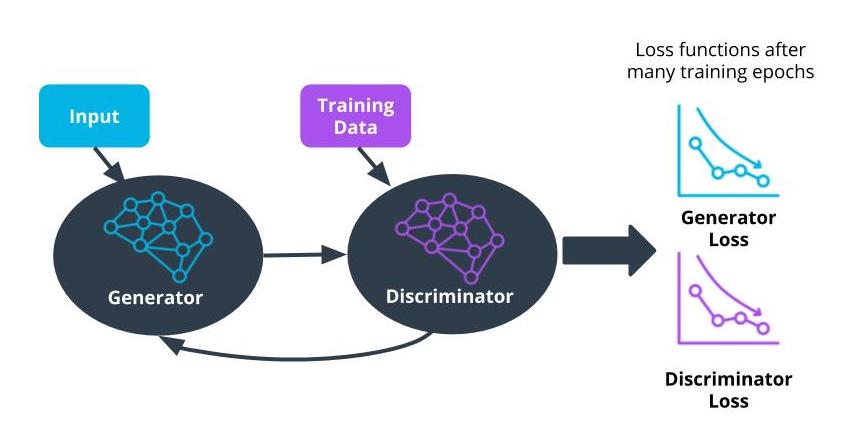 Loss functions after
many training epochs
Input
Training
Data
Generator
Discriminator
Generator
Loss
Discriminator
Loss